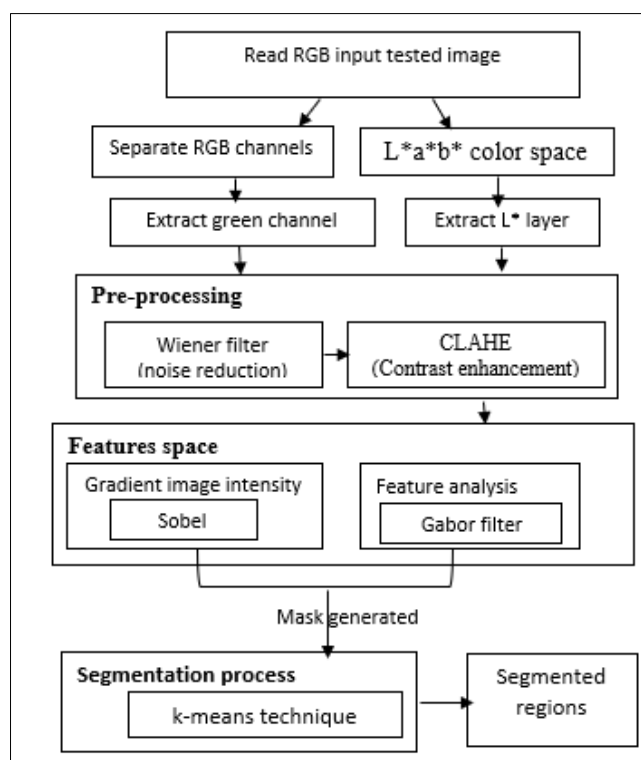 Read RGB input tested image
Separate RGB channels
L*a*b* color space
Extract green channel
Extract L* layer
Pre-processing
Wiener filter
(noise reduction)
CLAHE
(Contrast enhancement)
Features space
Gradient image intensity
Sobel
Feature analysis
Gabor filter
Mask generated
Segmentation process
k-means technique
Segmented
regions